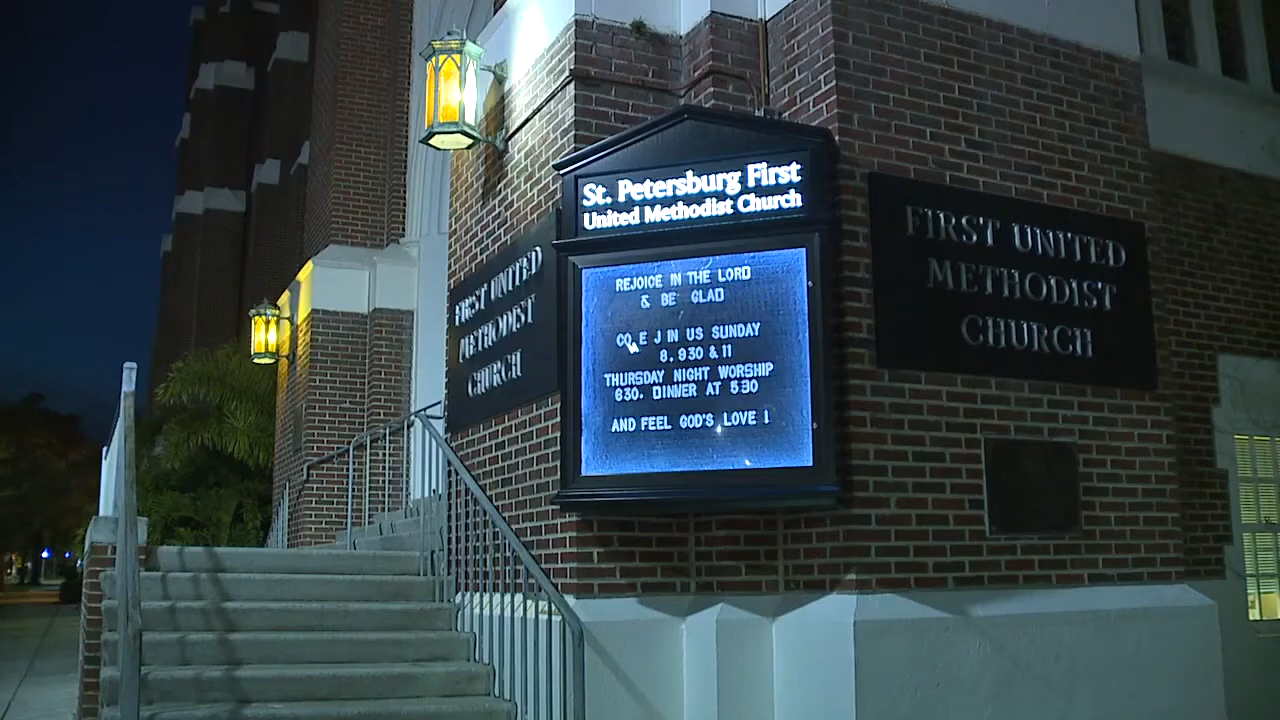 St. Petersburg First
United Methodist Church
REJOICE IN THE LORD
& BE GLAD
CO E J IN US SUNDAY
8, 930 & 11
THURSDAY NIGHT WORSHIP
630. DINNER AT 530
AND FEEL GOD'S LOVE !
FIRST UNITED
METHODIST
CHURCH
FIRST UNITED
METHODIST
CHURCH